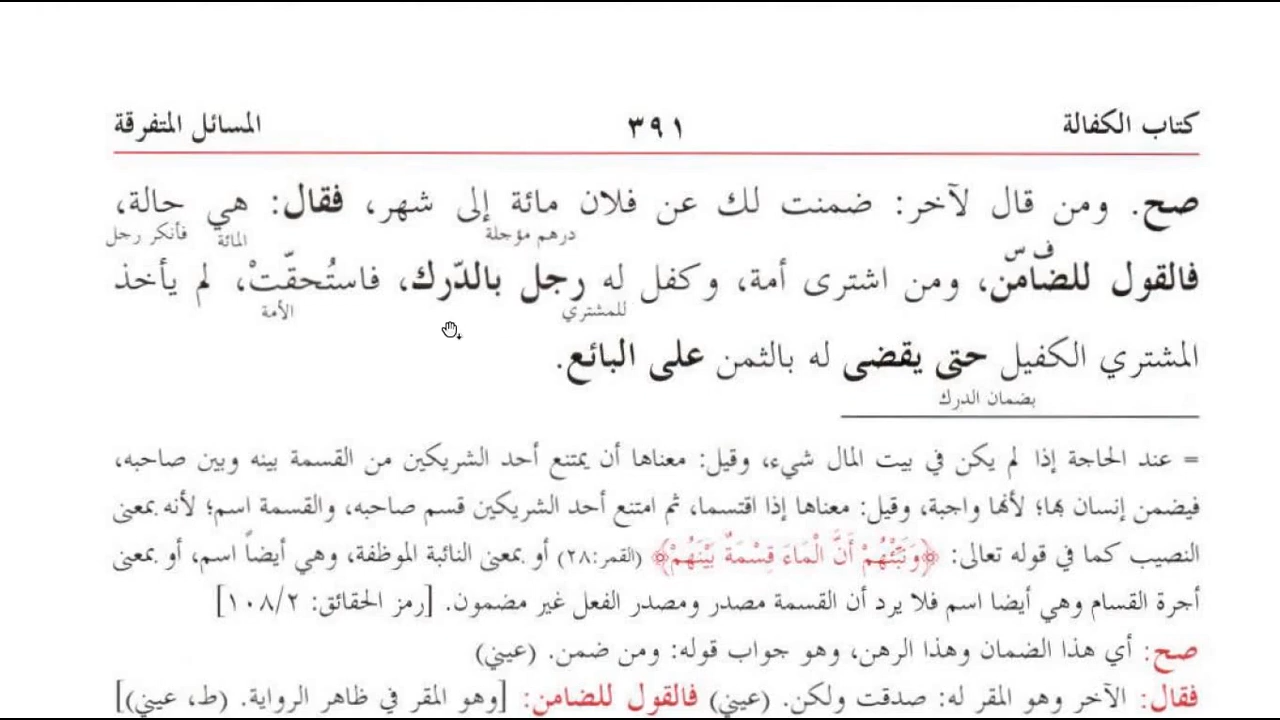 كتاب الكفالة ٣٩١ المسائل المتفرقة
صح. ومن قال لآخر: ضمنت لك عن فلان مائة إلى شهر، فقال: هي حالة،
درهم مؤجلة المائة فأنكر رجل
ف س
فالقول للضامن، ومن اشترى أمة، وكفل له رجل بالدّرك، فاستُحقّتْ، لم يأخذ
للمشتري الأمة
المشتري الكفيل حتى يقضى له بالثمن على البائع.
بضمان الدرك
= عند الحاجة إذا لم يكن في بيت المال شيء، وقيل: معناها أن يمتنع أحد الشريكين من القسمة بينه وبين صاحبه،
فيضمن إنسان بها؛ لأنها واجبة، وقيل: معناها إذا اقتسما، ثم امتنع أحد الشريكين قسم صاحبه، والقسمة اسم؛ لأنه بمعنى
النصيب كما في قوله تعالى: ﴿وَنَبِّئْهُمْ أَنَّ الْمَاءَ قِسْمَةٌ بَيْنَهُمْ﴾ (القمر:٢٨) أو بمعنى النائبة الموظفة، وهي أيضاً اسم، أو بمعنى
أجرة القسام وهي أيضا اسم فلا يرد أن القسمة مصدر ومصدر الفعل غير مضمون. [رمز الحقائق: ١٠٨/٢]
صح: أي هذا الضمان وهذا الرهن، وهو جواب قوله: ومن ضمن. (عيني)
فقال: الآخر وهو المقر له: صدقت ولكن. (عيني) فالقول للضامن: [وهو المقر في ظاهر الرواية. (ط، عيني)]